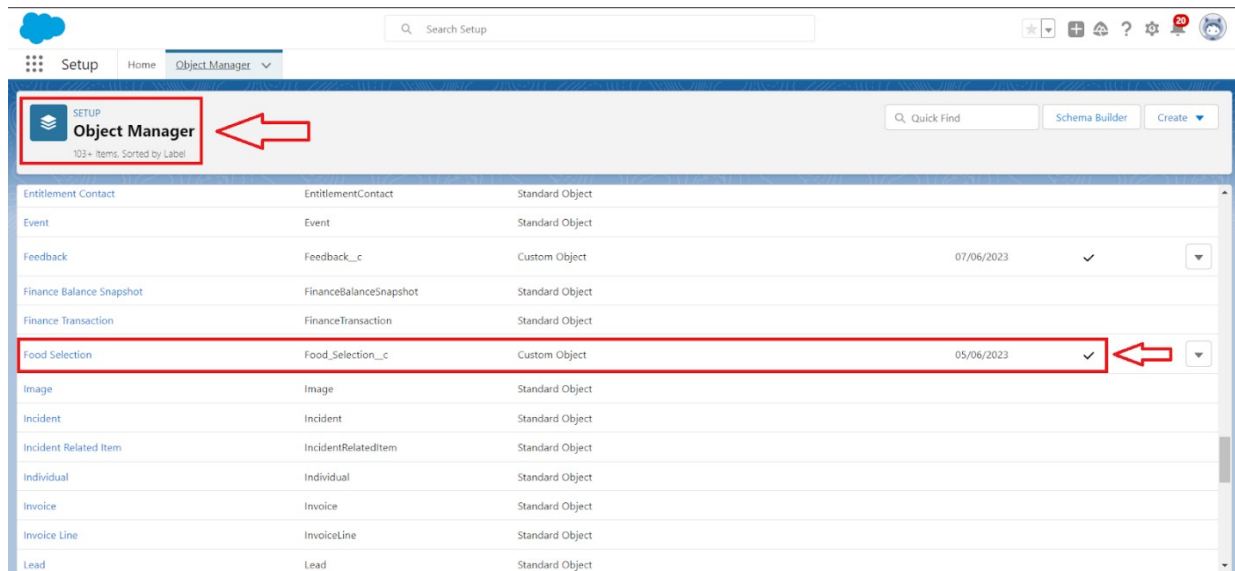 Search Setup
20
Setup Home Object Manager
SETUP
Object Manager
103+ Items, Sorted by Label
Quick Find Schema Builder Create
Entitlement Contact EntitlementContact Standard Object
Event Event Standard Object
Feedback Feedback__c Custom Object 07/06/2023
Finance Balance Snapshot FinanceBalanceSnapshot Standard Object
Finance Transaction FinanceTransaction Standard Object
Food Selection Food_Selection__c Custom Object 05/06/2023
Image Image Standard Object
Incident Incident Standard Object
Incident Related Item IncidentRelatedItem Standard Object
Individual Individual Standard Object
Invoice Invoice Standard Object
Invoice Line InvoiceLine Standard Object
Lead Lead Standard Object